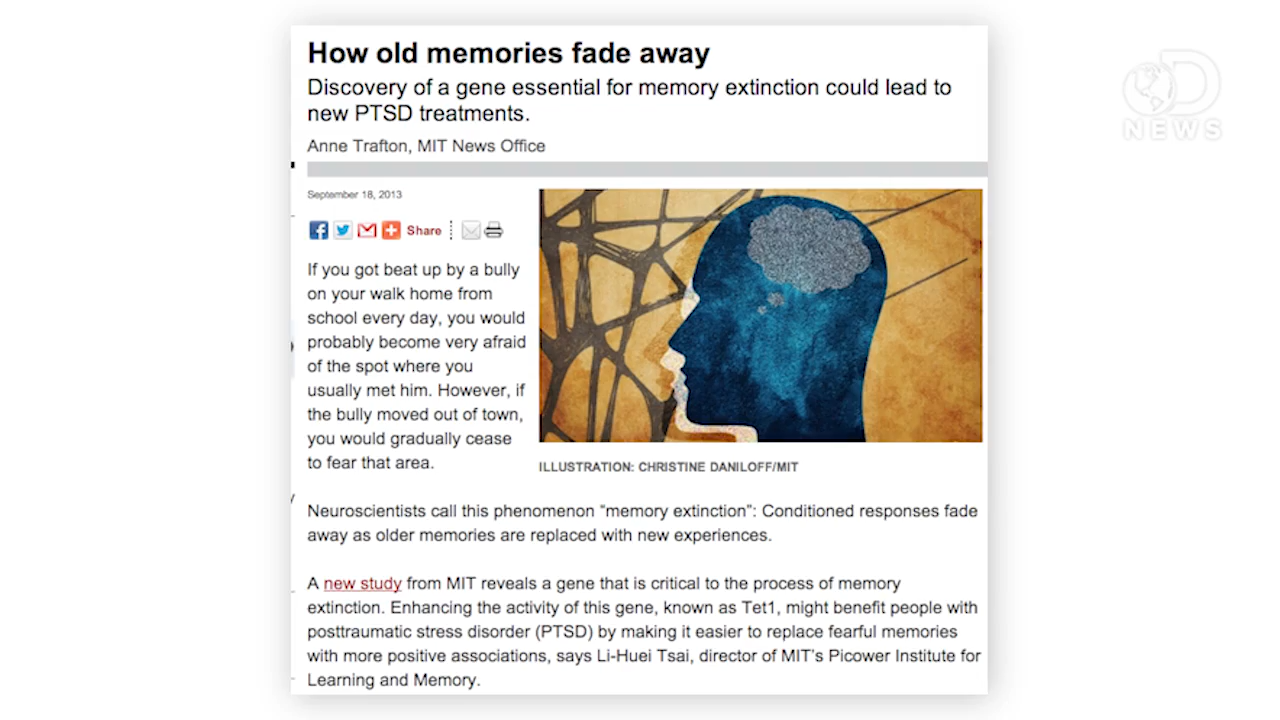 How old memories fade away
Discovery of a gene essential for memory extinction could lead to
new PTSD treatments.
Anne Trafton, MIT News Office
September 18, 2013
Share
If you got beat up by a bully
on your walk home from
school every day, you would
probably become very afraid
of the spot where you
usually met him. However, if
the bully moved out of town,
you would gradually cease
to fear that area.
ILLUSTRATION: CHRISTINE DANILOFF/MIT
Neuroscientists call this phenomenon "memory extinction": Conditioned responses fade
away as older memories are replaced with new experiences.
A new study from MIT reveals a gene that is critical to the process of memory
extinction. Enhancing the activity of this gene, known as Tet1, might benefit people with
posttraumatic stress disorder (PTSD) by making it easier to replace fearful memories
with more positive associations, says Li-Huei Tsai, director of MIT's Picower Institute for
Learning and Memory.
D
NEWS